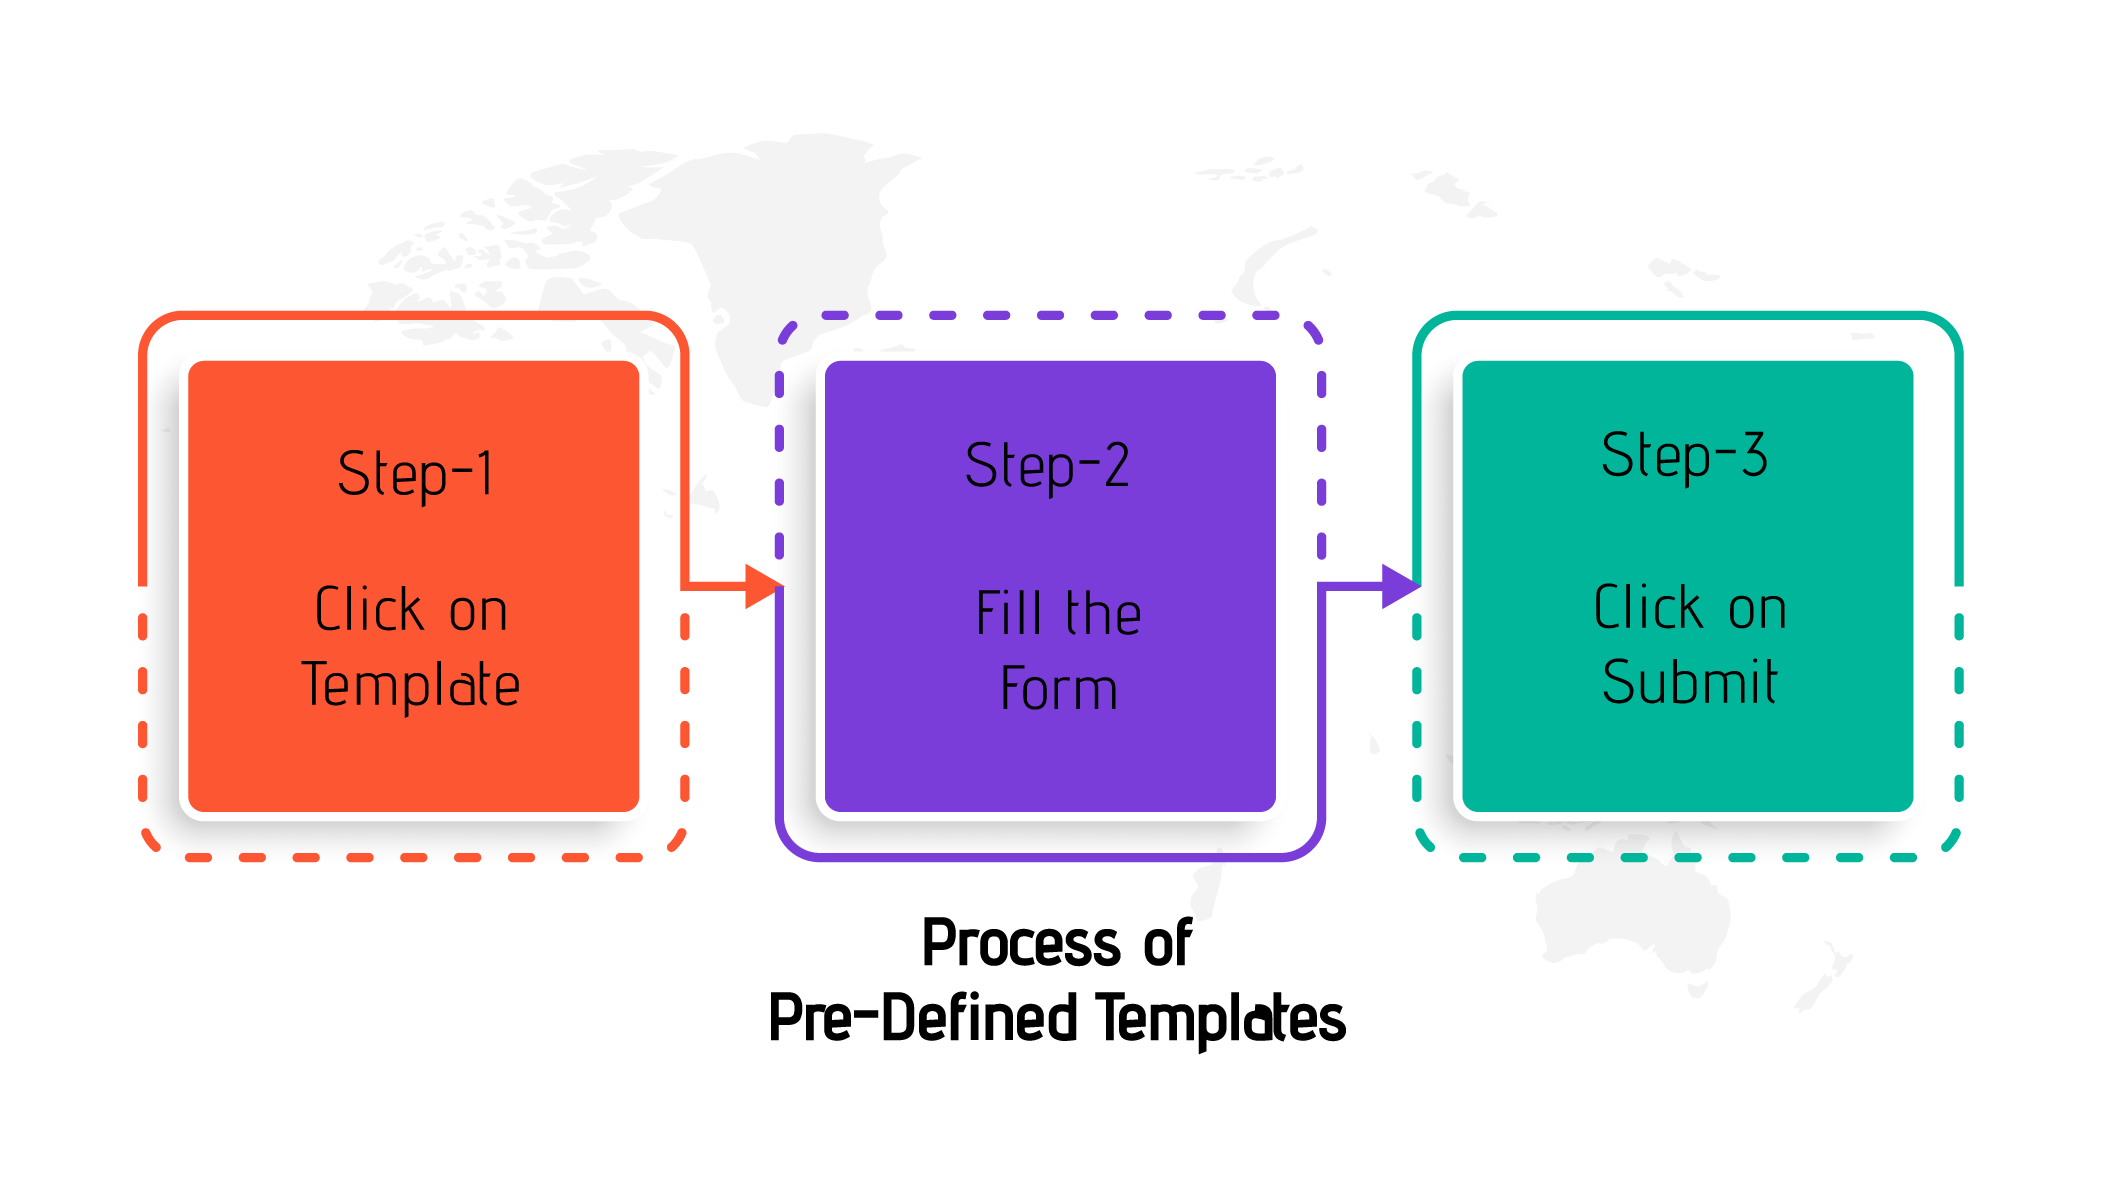 Step-1
Click on
Template
Step-2
Fill the
Form
Step-3
Click on
Submit
Process of
Pre-Defined Templates